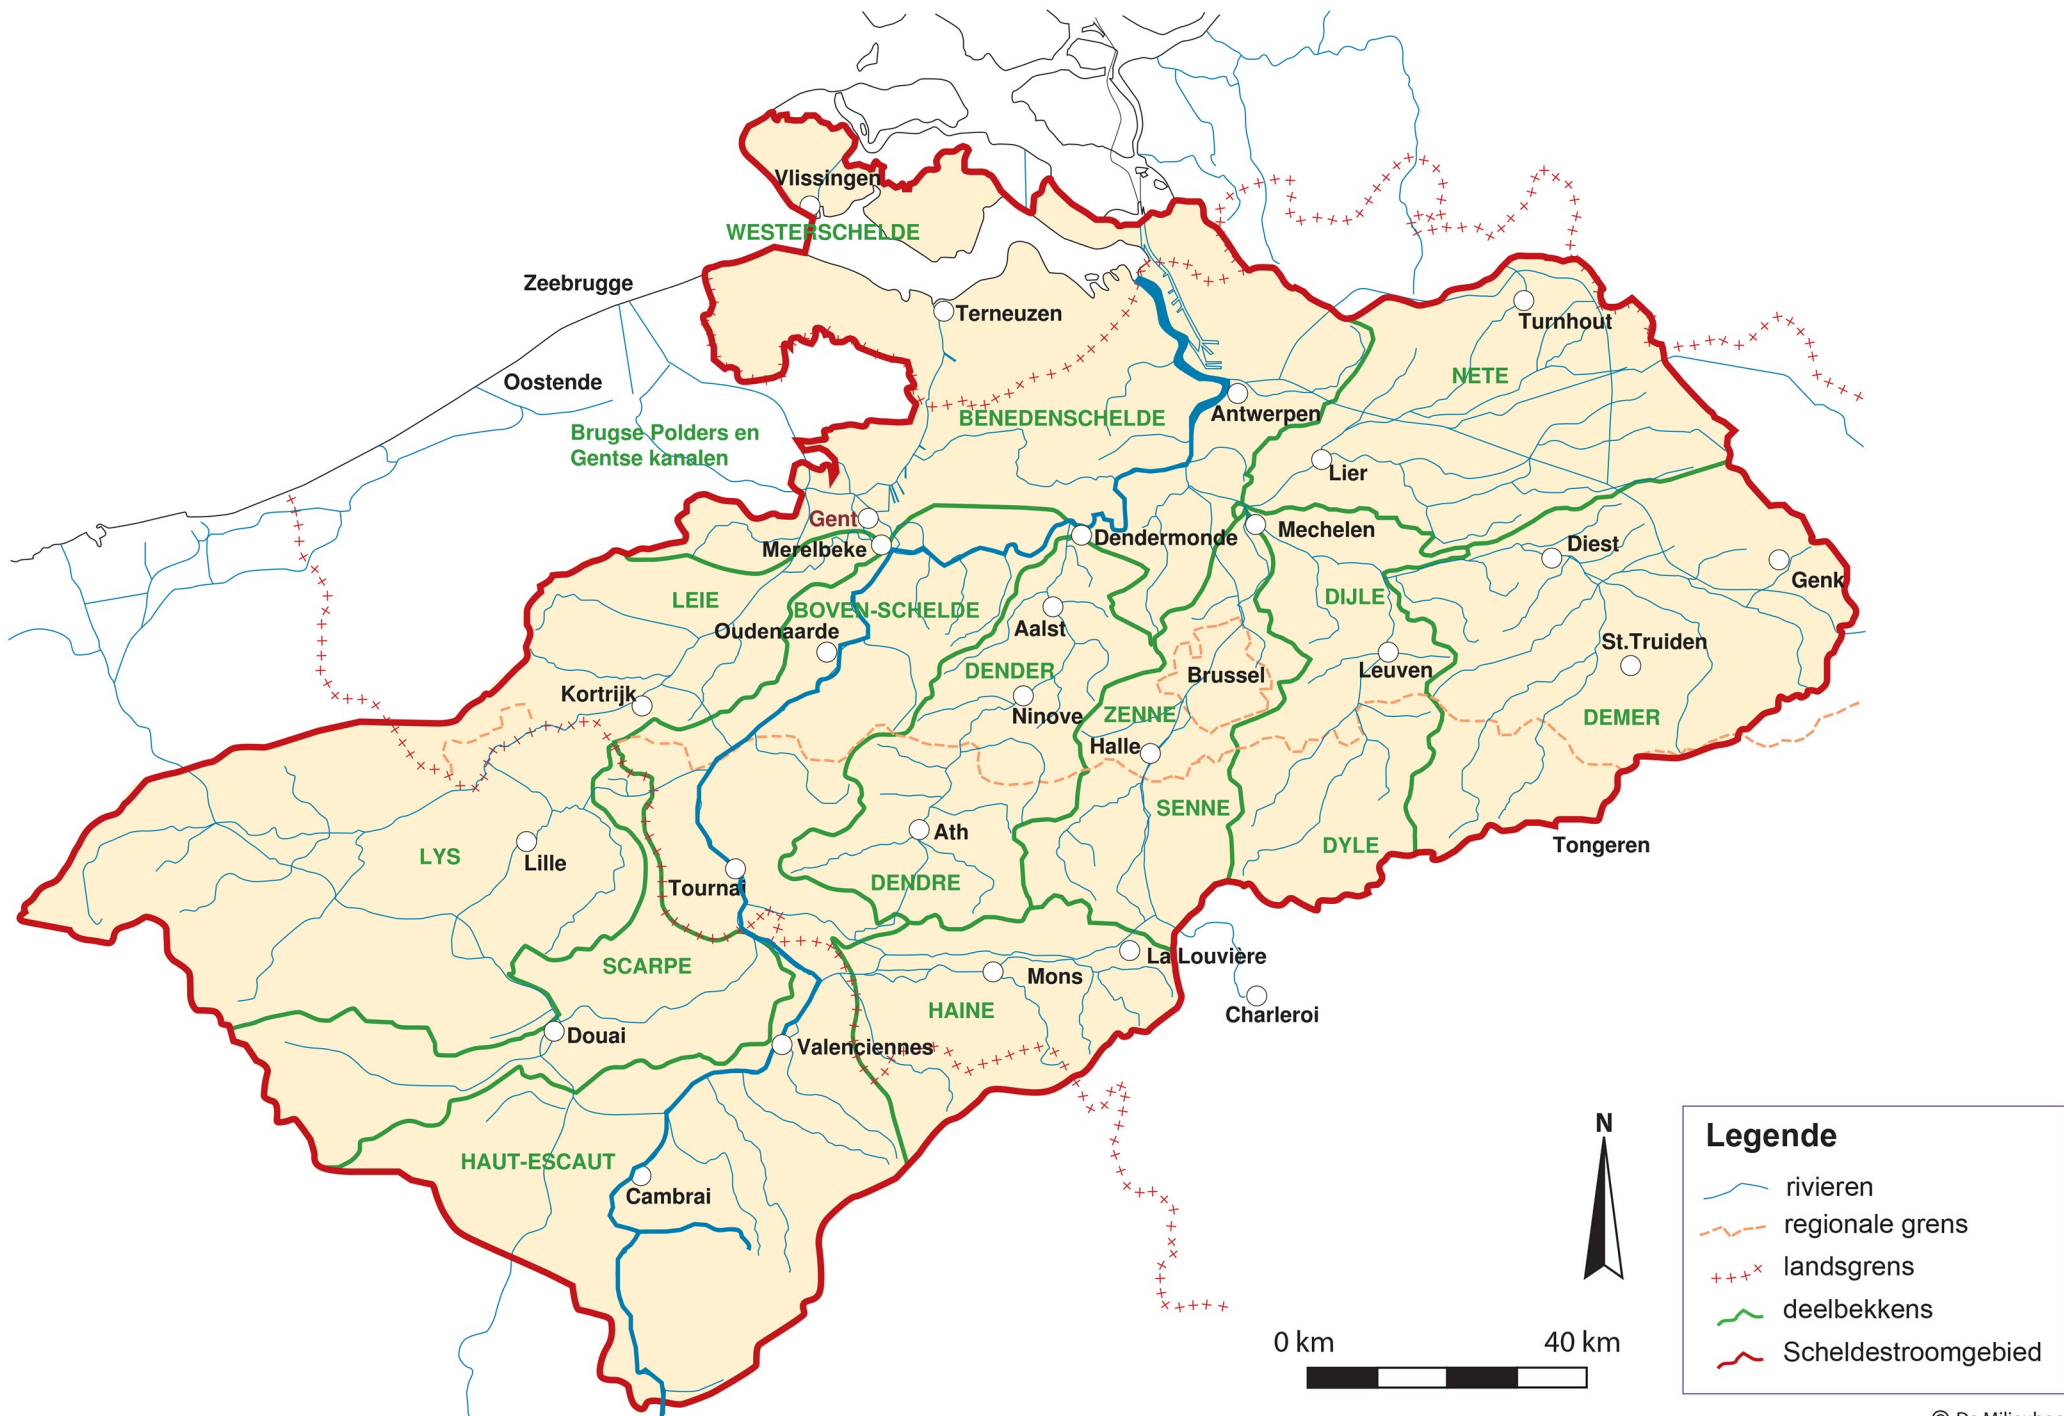 Vlissingen
WESTERSCHELDE
Zeebrugge
Terneuzen
Turnhout
Oostende
NETE
Antwerpen
BENEDENSCHELDE
Brugse Polders en
Gentse kanalen
Lier
Gent
Mechelen
Dendermonde
Merelbeke
Diest
Genk
LEIE
BOVEN-SCHELDE
DIJLE
Oudenaarde
Aalst
St.Truiden
DENDER
Brussel
Leuven
Kortrijk
Ninove
ZENNE
DEMER
Halle
SENNE
Ath
DYLE
Tongeren
LYS
Lille
Tournai
DENDRE
SCARPE
La Louvière
Mons
HAINE
Charleroi
Douai
Valenciennes
HAUT-ESCAUT
Cambrai
N
Legende
rivieren
regionale grens
landsgrens
deelbekkens
Scheldestroomgebied
0 km
40 km